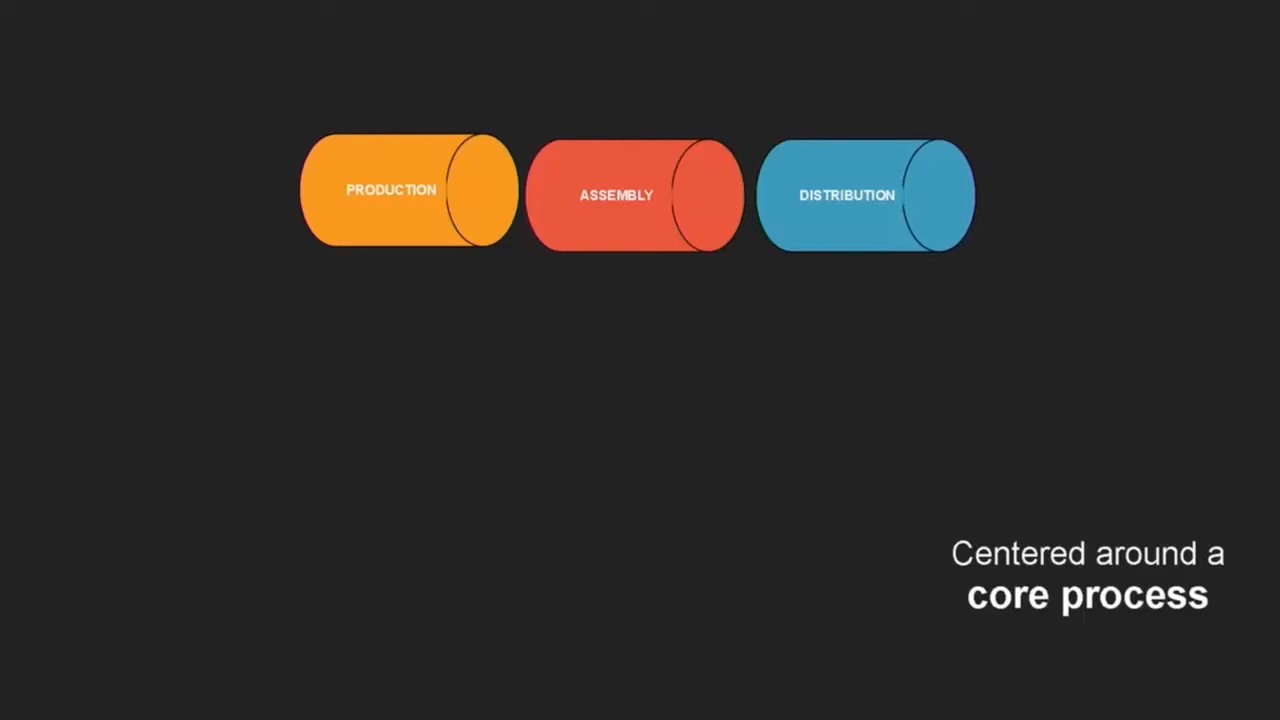 PRODUCTION
ASSEMBLY
DISTRIBUTION
Centered around a
core process